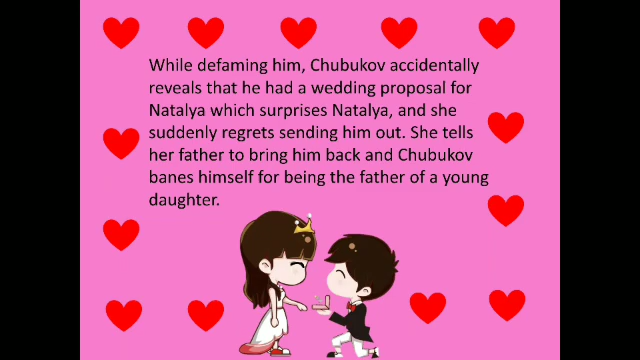 While defaming him, Chubukov accidentally
reveals that he had a wedding proposal for
Natalya which surprises Natalya, and she
suddenly regrets sending him out. She tells
her father to bring him back and Chubukov
banes himself for being the father of a young
daughter.